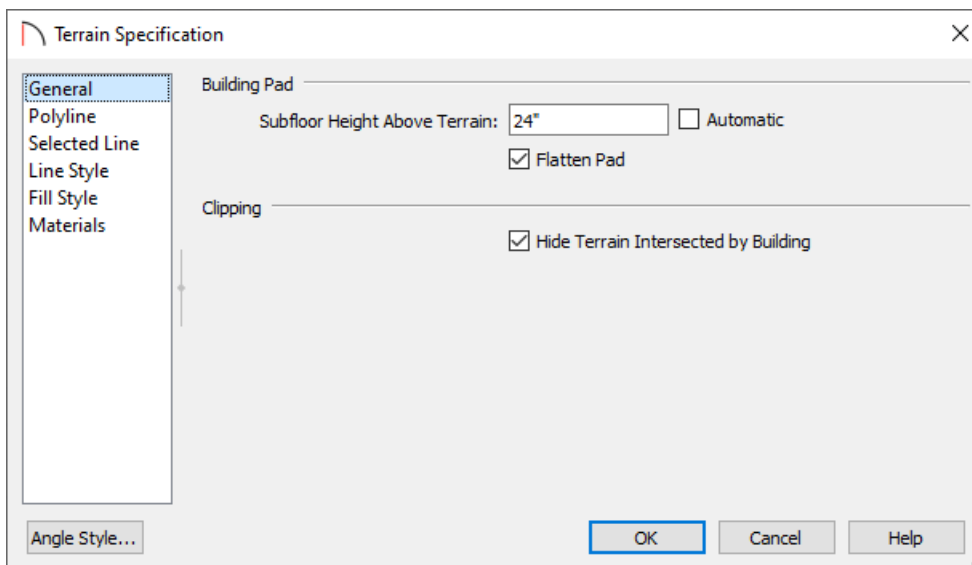 Terrain Specification
General
Polyline
Selected Line
Line Style
Fill Style
Materials
Building Pad
Subfloor Height Above Terrain: 24" Automatic
Flatten Pad
Clipping
Hide Terrain Intersected by Building
Angle Style...
OK Cancel Help